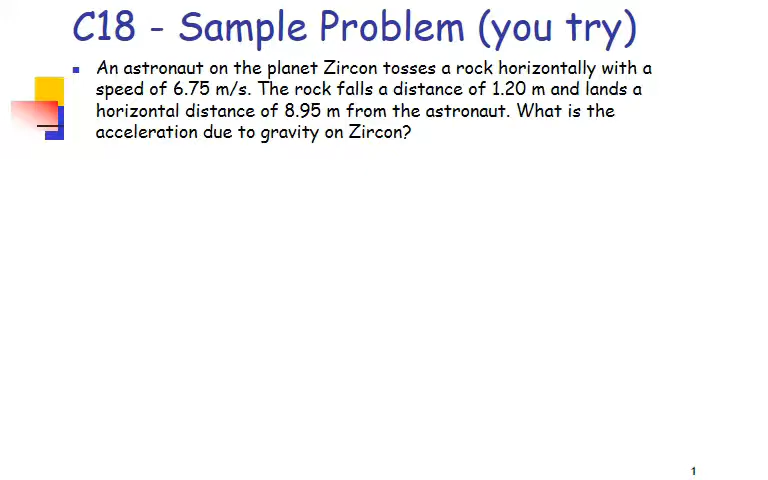 C18 - Sample Problem (you try)
An astronaut on the planet Zircon tosses a rock horizontally with a
speed of 6.75 m/s. The rock falls a distance of 1.20 m and lands a
horizontal distance of 8.95 m from the astronaut. What is the
acceleration due to gravity on Zircon?
1